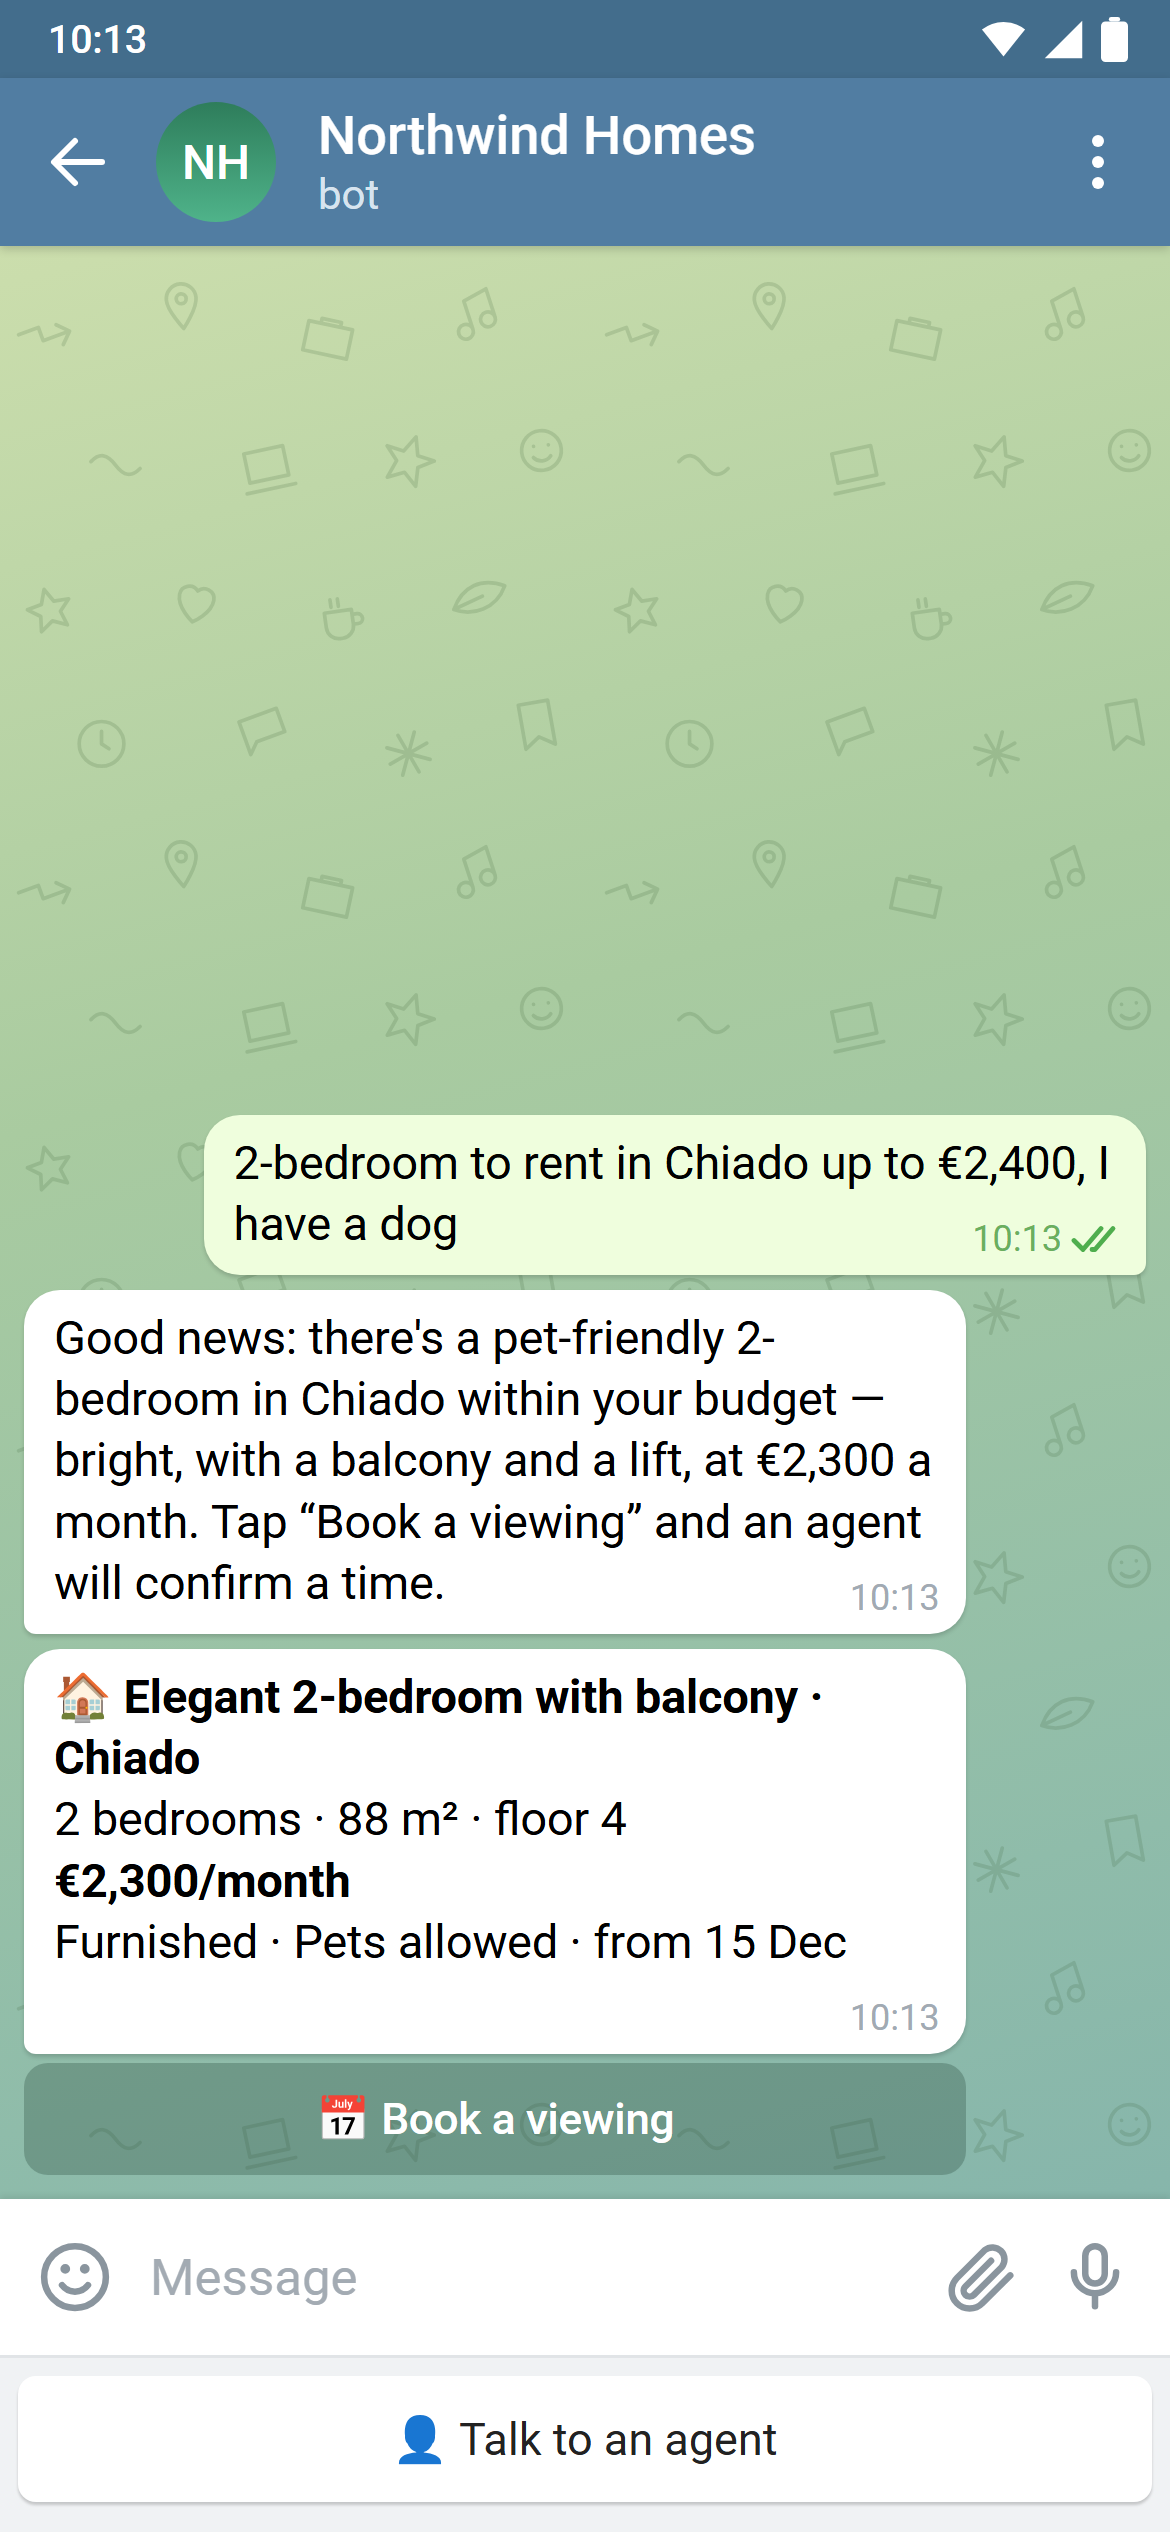 10:13
NH
Northwind Homes
bot
2-bedroom to rent in Chiado up to €2,400, I
have a dog
10:13
Good news: there's a pet-friendly 2-
bedroom in Chiado within your budget —
bright, with a balcony and a lift, at €2,300 a
month. Tap “Book a viewing” and an agent
will confirm a time.
10:13
🏠 Elegant 2-bedroom with balcony ·
Chiado
2 bedrooms · 88 m² · floor 4
€2,300/month
Furnished · Pets allowed · from 15 Dec
10:13
📅 Book a viewing
Message
👤 Talk to an agent